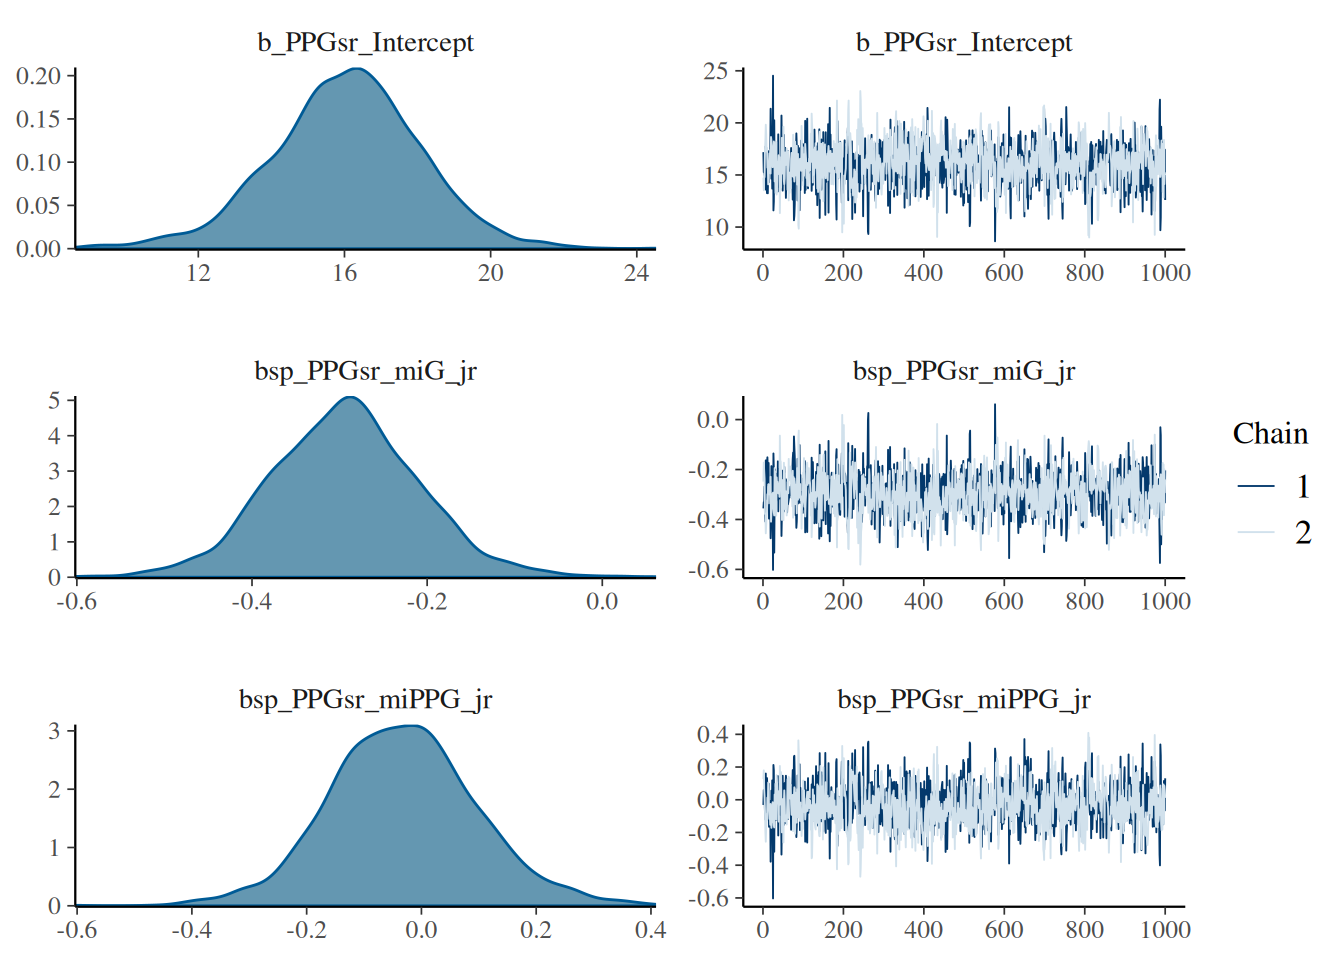 b_PPGsr_Intercept
0.20
0.15
0.10
0.05
0.00
12 16 20 24
b_PPGsr_Intercept
25
20
15
10
0 200 400 600 800 1000
bsp_PPGsr_miG_jr
5
4
3
2
1
0
-0.6 -0.4 -0.2 0.0
bsp_PPGsr_miG_jr
0.0
-0.2
-0.4
-0.6
0 200 400 600 800 1000
Chain
1
2
bsp_PPGsr_miPPG_jr
3
2
1
0
-0.6 -0.4 -0.2 0.0 0.2 0.4
bsp_PPGsr_miPPG_jr
0.4
0.2
0.0
-0.2
-0.4
-0.6
0 200 400 600 800 1000